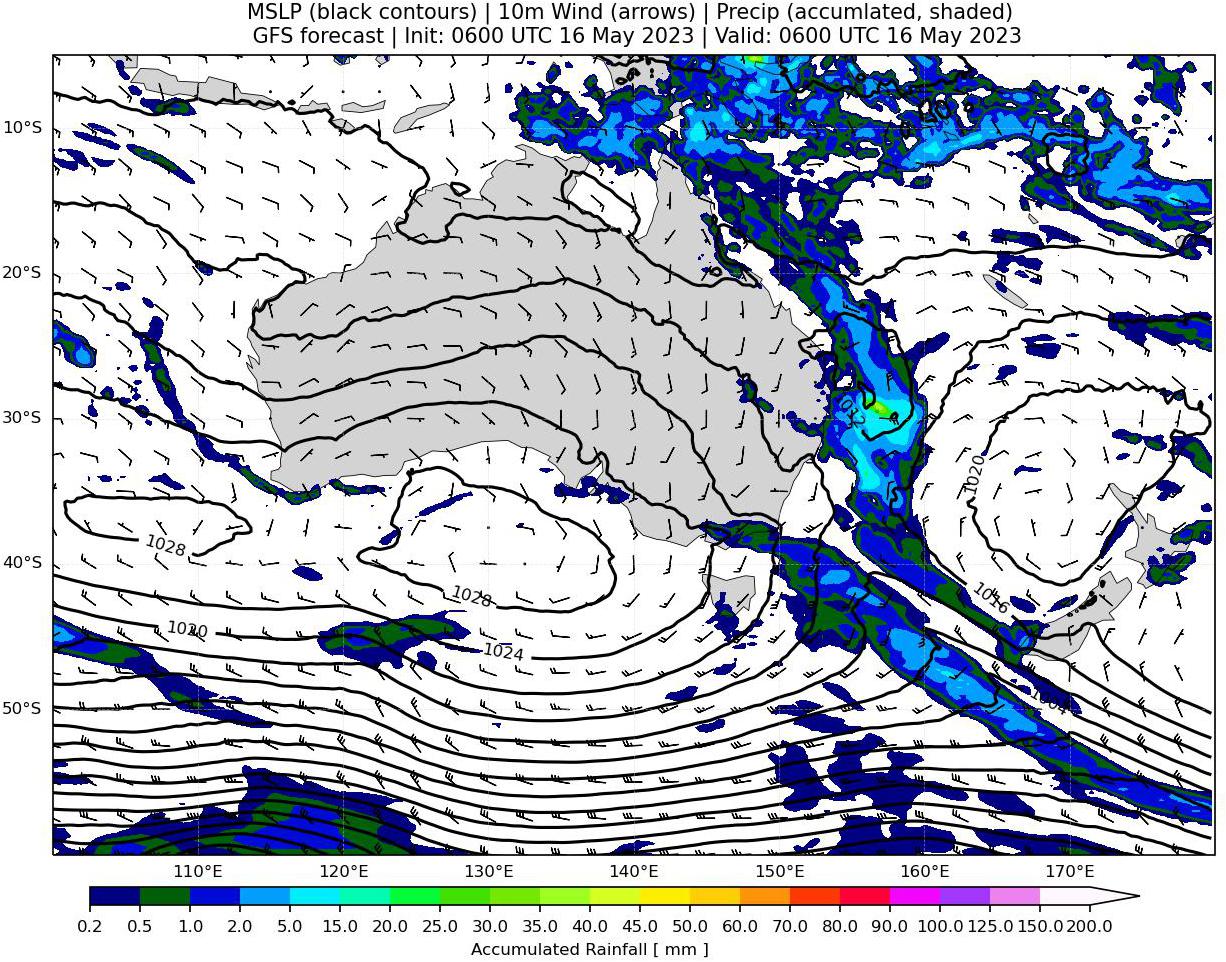 MSLP (black contours) | 10m Wind (arrows) | Precip (accumlated, shaded)
GFS forecast | Init: 0600 UTC 16 May 2023 | Valid: 0600 UTC 16 May 2023
10°S
20°S
30°S
40°S
50°S
1012
1020
1028
1028
1016
1020
1024
1004
110°E 120°E 130°E 140°E 150°E 160°E 170°E
0.2 0.5 1.0 2.0 5.0 10.0 15.0 20.0 25.0 30.0 35.0 40.0 45.0 50.0 60.0 70.0 80.0 90.0 100.0 125.0 150.0 200.0
Accumulated Rainfall [ mm ]